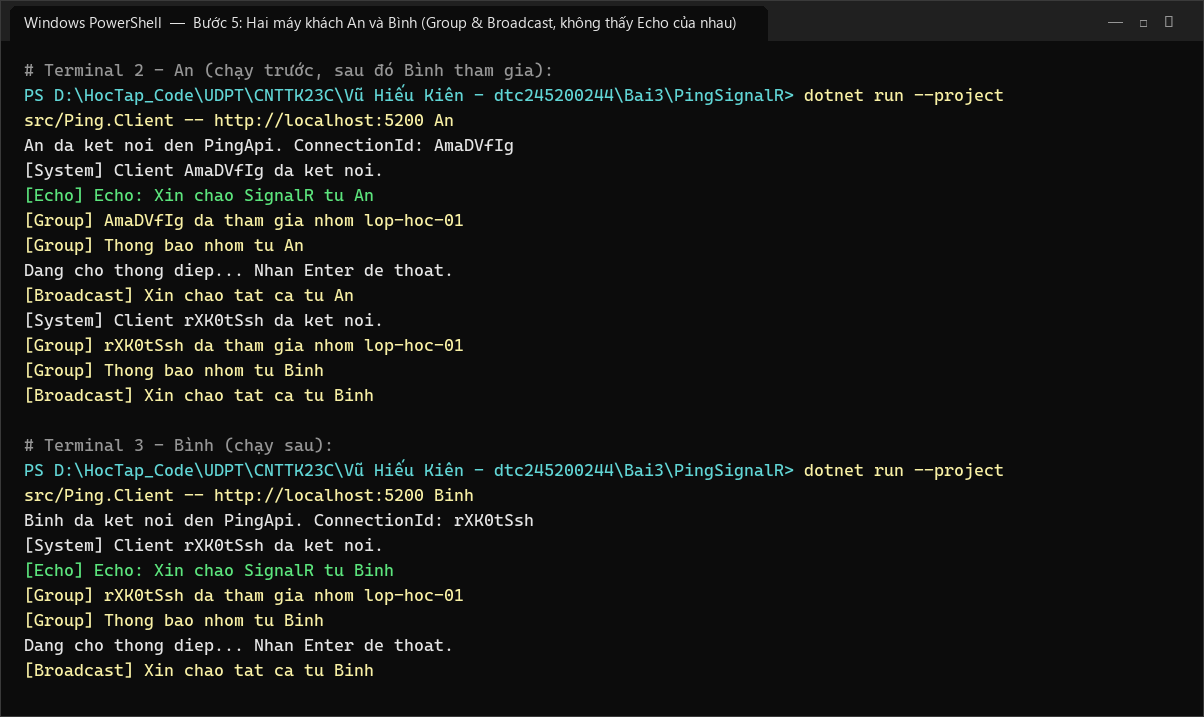 Windows PowerShell — Bước 5: Hai máy khách An và Bình (Group & Broadcast, không thấy Echo của nhau)
# Terminal 2 - An (chạy trước, sau đó Bình tham gia):
PS D:\HocTap_Code\UDPT\CNTTK23C\Vũ Hiếu Kiên - dtc245200244\Bai3\PingSignalR> dotnet run --project
src/Ping.Client -- http://localhost:5200 An
An da ket noi den PingApi. ConnectionId: AmaDVfIg
[System] Client AmaDVfIg da ket noi.
[Echo] Echo: Xin chao SignalR tu An
[Group] AmaDVfIg da tham gia nhom lop-hoc-01
[Group] Thong bao nhom tu An
Dang cho thong diep... Nhan Enter de thoat.
[Broadcast] Xin chao tat ca tu An
[System] Client rXK0tSsh da ket noi.
[Group] rXK0tSsh da tham gia nhom lop-hoc-01
[Group] Thong bao nhom tu Binh
[Broadcast] Xin chao tat ca tu Binh
# Terminal 3 - Bình (chạy sau):
PS D:\HocTap_Code\UDPT\CNTTK23C\Vũ Hiếu Kiên - dtc245200244\Bai3\PingSignalR> dotnet run --project
src/Ping.Client -- http://localhost:5200 Binh
Binh da ket noi den PingApi. ConnectionId: rXK0tSsh
[System] Client rXK0tSsh da ket noi.
[Echo] Echo: Xin chao SignalR tu Binh
[Group] rXK0tSsh da tham gia nhom lop-hoc-01
[Group] Thong bao nhom tu Binh
Dang cho thong diep... Nhan Enter de thoat.
[Broadcast] Xin chao tat ca tu Binh